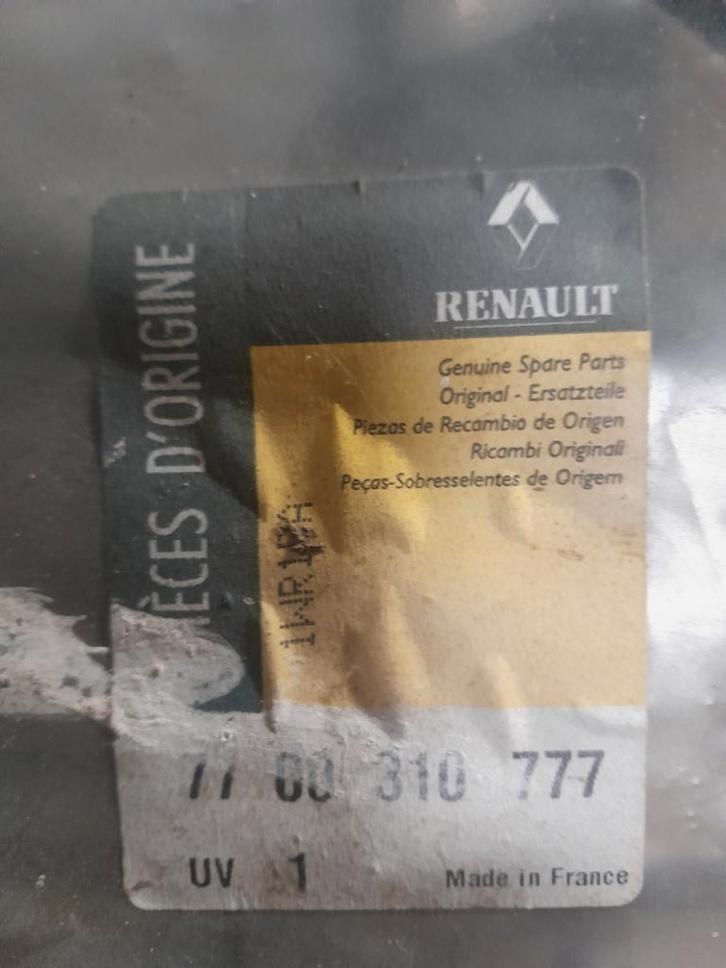 RENAULT
PIÈCES D'ORIGINE
Genuine Spare Parts
Original - Ersatzteile
Piezas de Recambio de Origen
Ricambi Originali
Peças-Sobresselentes de Origem
77 00 310 777
UV 1
Made in France